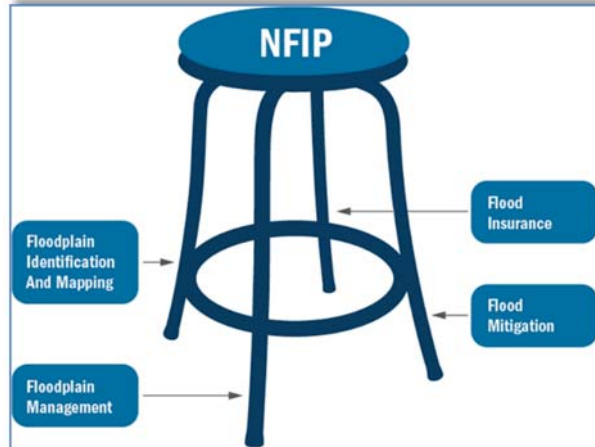 NFIP
Floodplain
Identification
And Mapping
Floodplain
Management
Flood
Insurance
Flood
Mitigation